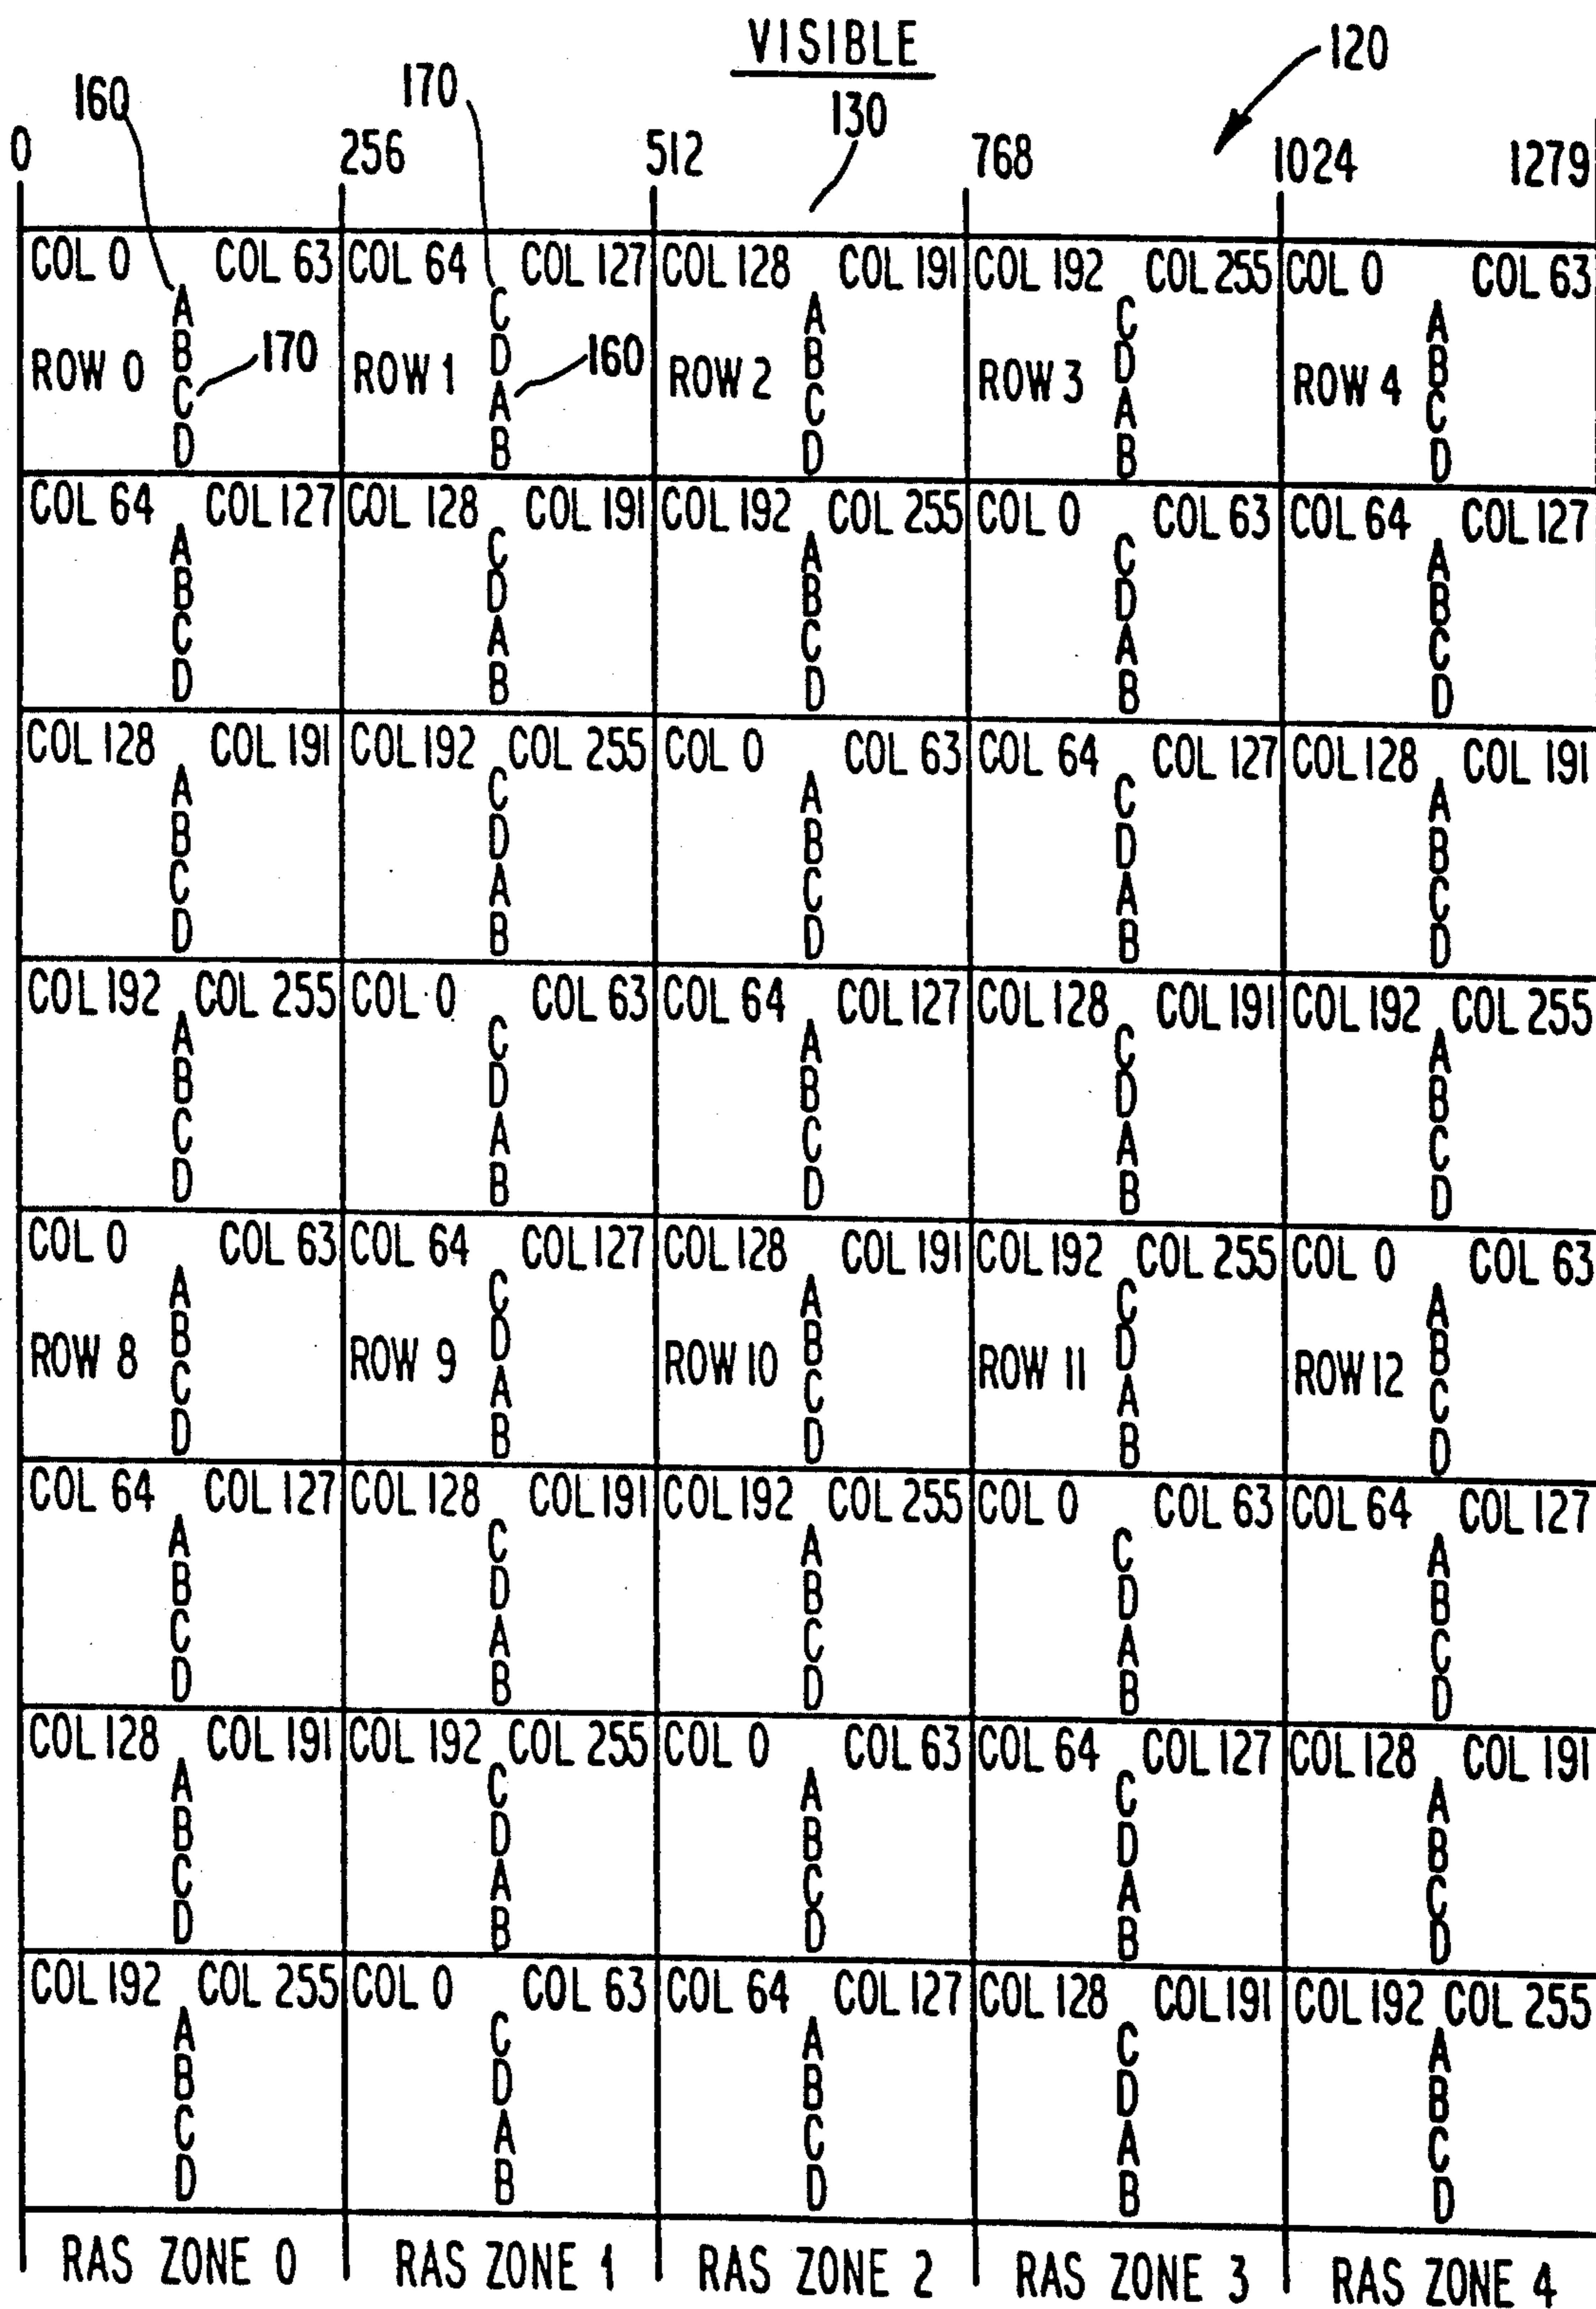 VISIBLE
120
160
170
130
0 256 512 768 1024 1279
COL 0 COL 63 COL 64 COL 127 COL 128 COL 191 COL 192 COL 255 COL 0 COL 63
A C A C A
B D B D B
ROW 0 C 170 ROW 1 A 160 ROW 2 C ROW 3 A ROW 4 C
D B D B D
COL 64 COL 127 COL 128 COL 191 COL 192 COL 255 COL 0 COL 63 COL 64 COL 127
A C A C A
B D B D B
C A C A C
D B D B D
COL 128 COL 191 COL 192 COL 255 COL 0 COL 63 COL 64 COL 127 COL 128 COL 191
A C A C A
B D B D B
C A C A C
D B D B D
COL 192 COL 255 COL 0 COL 63 COL 64 COL 127 COL 128 COL 191 COL 192 COL 255
A C A C A
B D B D B
C A C A C
D B D B D
COL 0 COL 63 COL 64 COL 127 COL 128 COL 191 COL 192 COL 255 COL 0 COL 63
A C A C A
B D B D B
ROW 8 C ROW 9 A ROW 10 C ROW 11 A ROW 12 C
D B D B D
COL 64 COL 127 COL 128 COL 191 COL 192 COL 255 COL 0 COL 63 COL 64 COL 127
A C A C A
B D B D B
C A C A C
D B D B D
COL 128 COL 191 COL 192 COL 255 COL 0 COL 63 COL 64 COL 127 COL 128 COL 191
A C A C A
B D B D B
C A C A C
D B D B D
COL 192 COL 255 COL 0 COL 63 COL 64 COL 127 COL 128 COL 191 COL 192 COL 255
A C A C A
B D B D B
C A C A C
D B D B D
RAS ZONE 0 RAS ZONE 1 RAS ZONE 2 RAS ZONE 3 RAS ZONE 4